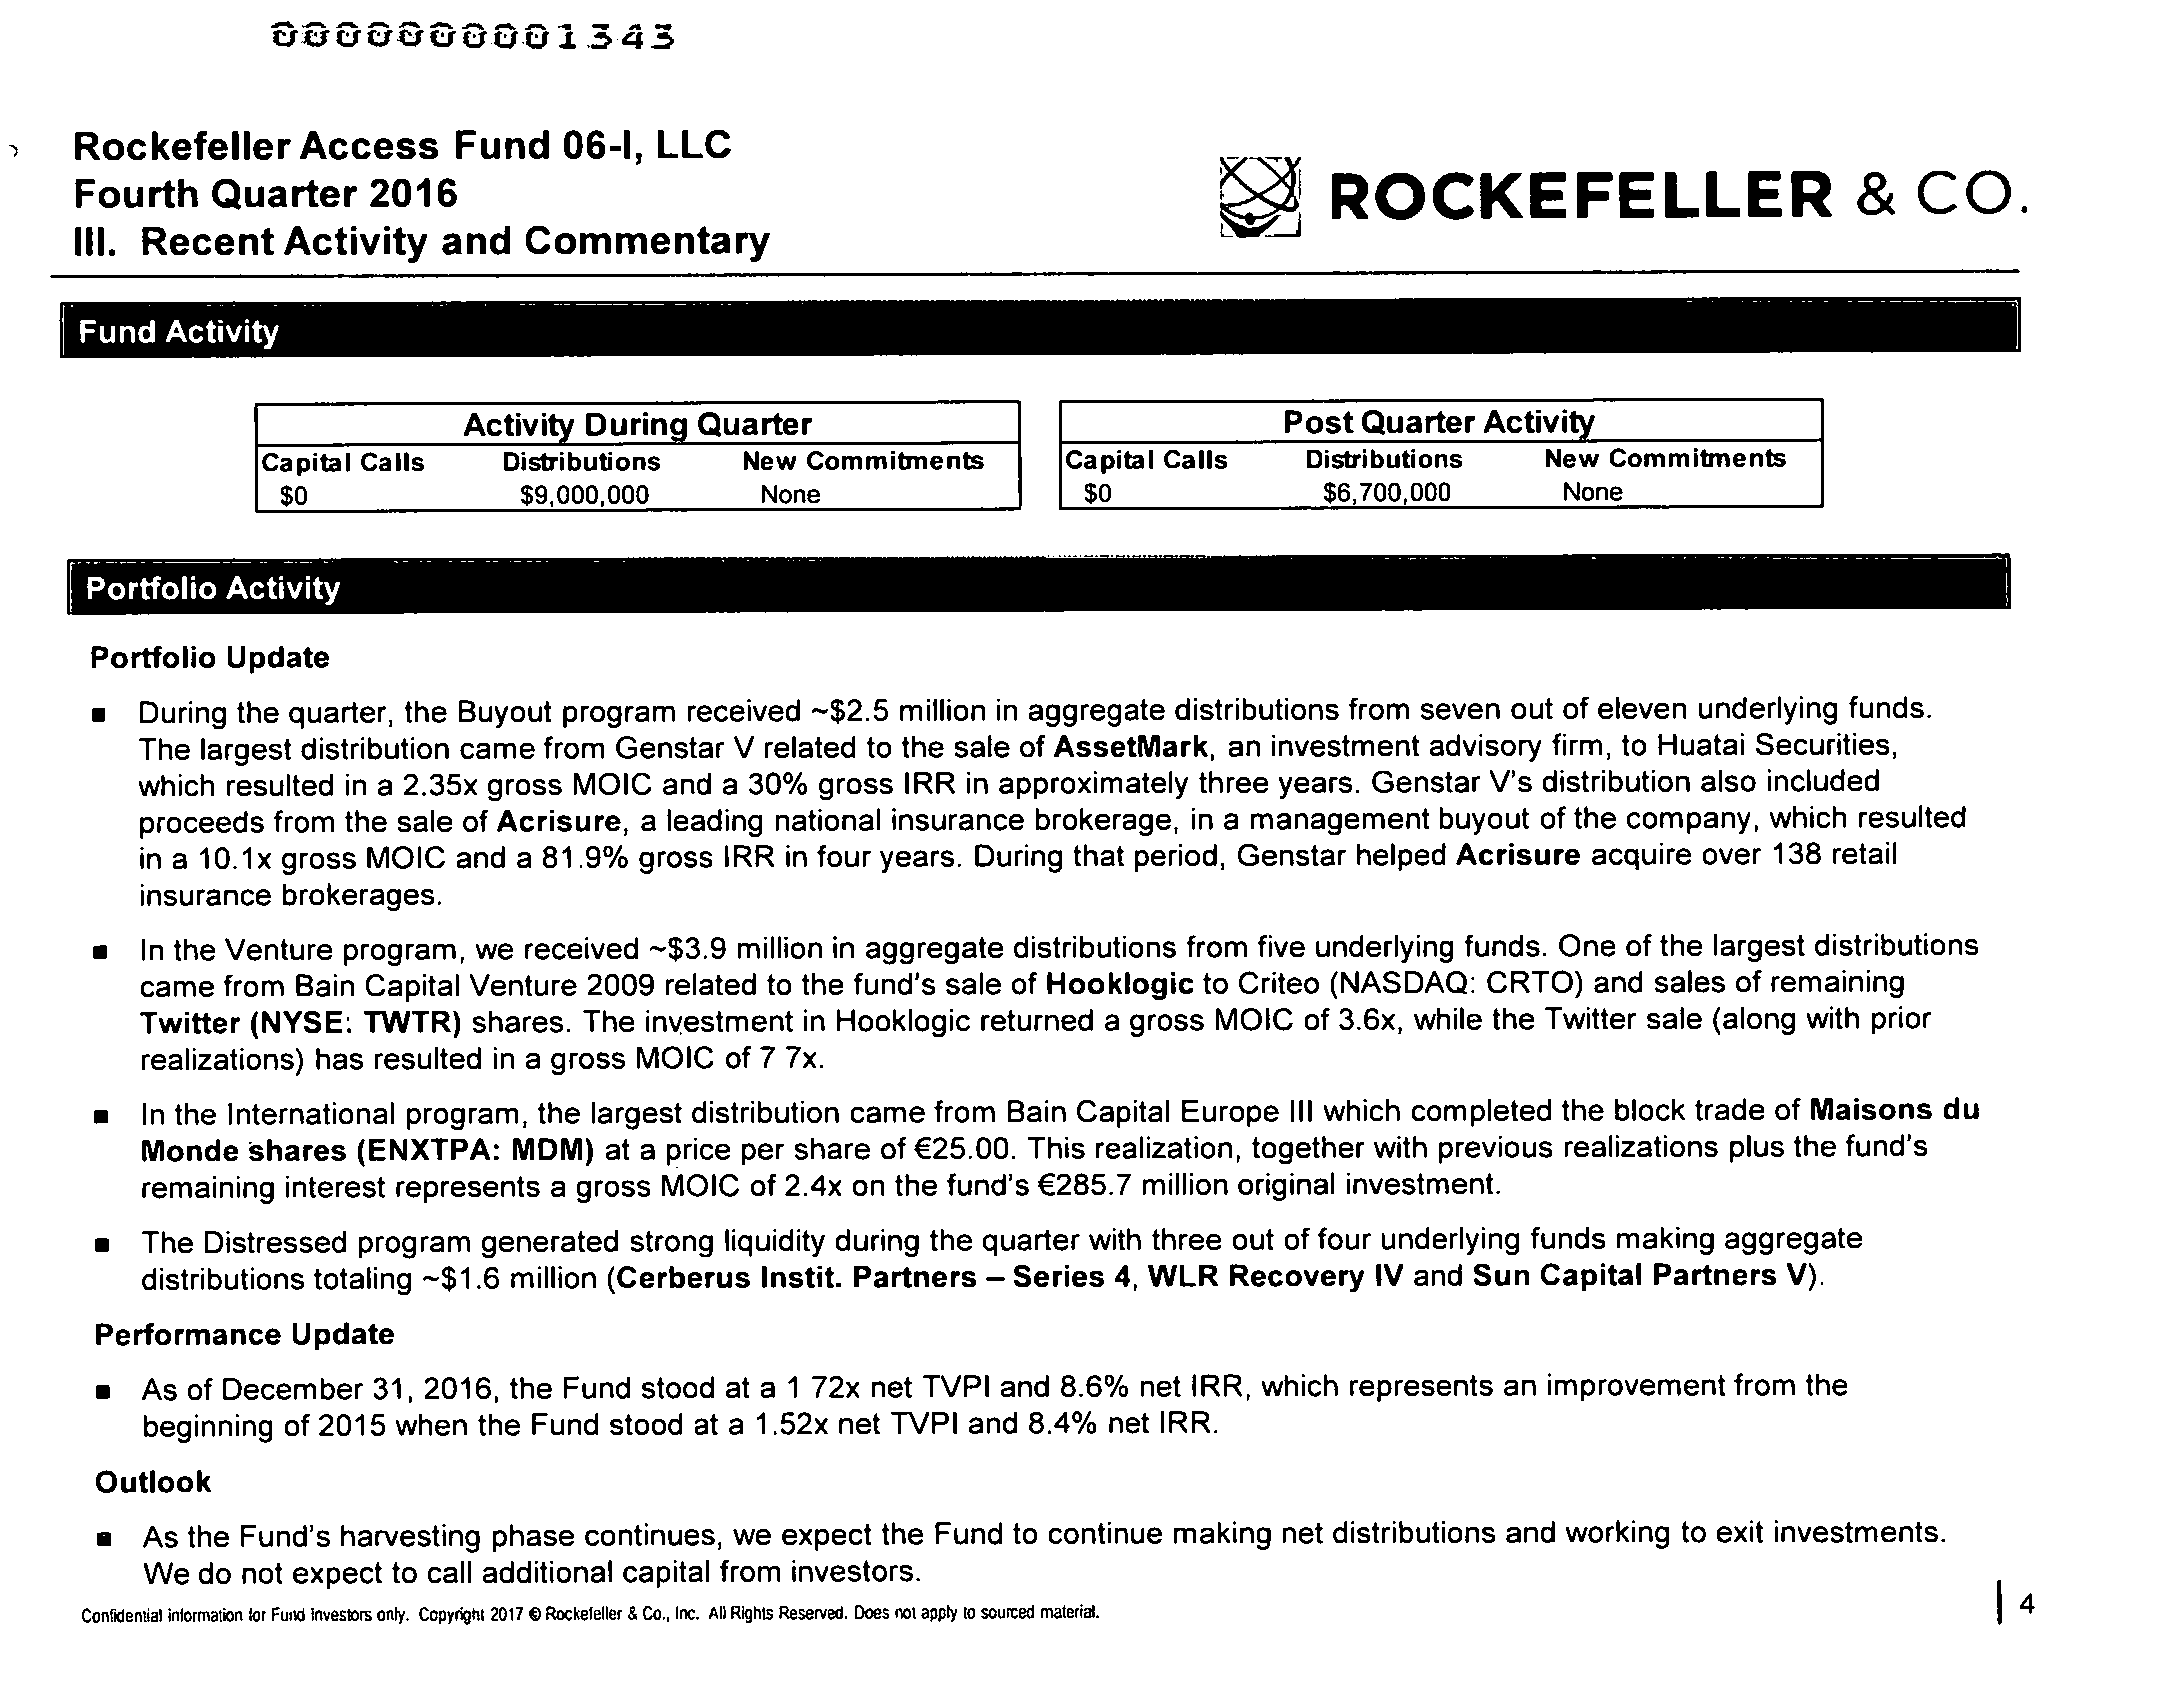 0000000001343
Rockefeller Access Fund 06-I, LLC
Fourth Quarter 2016
III. Recent Activity and Commentary
ROCKEFELLER & CO.
Fund Activity
Activity During Quarter
Capital Calls Distributions New Commitments
$0 $9,000,000 None
Post Quarter Activity
Capital Calls Distributions New Commitments
$0 $6,700,000 None
Portfolio Activity
Portfolio Update
■ During the quarter, the Buyout program received ~$2.5 million in aggregate distributions from seven out of eleven underlying funds.
The largest distribution came from Genstar V related to the sale of AssetMark, an investment advisory firm, to Huatai Securities,
which resulted in a 2.35x gross MOIC and a 30% gross IRR in approximately three years. Genstar V's distribution also included
proceeds from the sale of Acrisure, a leading national insurance brokerage, in a management buyout of the company, which resulted
in a 10.1x gross MOIC and a 81.9% gross IRR in four years. During that period, Genstar helped Acrisure acquire over 138 retail
insurance brokerages.
■ In the Venture program, we received ~$3.9 million in aggregate distributions from five underlying funds. One of the largest distributions
came from Bain Capital Venture 2009 related to the fund's sale of Hooklogic to Criteo (NASDAQ: CRTO) and sales of remaining
Twitter (NYSE: TWTR) shares. The investment in Hooklogic returned a gross MOIC of 3.6x, while the Twitter sale (along with prior
realizations) has resulted in a gross MOIC of 7 7x.
■ In the International program, the largest distribution came from Bain Capital Europe III which completed the block trade of Maisons du
Monde shares (ENXTPA: MDM) at a price per share of €25.00. This realization, together with previous realizations plus the fund's
remaining interest represents a gross MOIC of 2.4x on the fund's €285.7 million original investment.
■ The Distressed program generated strong liquidity during the quarter with three out of four underlying funds making aggregate
distributions totaling ~$1.6 million (Cerberus Instit. Partners – Series 4, WLR Recovery IV and Sun Capital Partners V).
Performance Update
■ As of December 31, 2016, the Fund stood at a 1 72x net TVPI and 8.6% net IRR, which represents an improvement from the
beginning of 2015 when the Fund stood at a 1.52x net TVPI and 8.4% net IRR.
Outlook
■ As the Fund's harvesting phase continues, we expect the Fund to continue making net distributions and working to exit investments.
We do not expect to call additional capital from investors.
Confidential information for Fund investors only. Copyright 2017 © Rockefeller & Co., Inc. All Rights Reserved. Does not apply to sourced material.
| 4